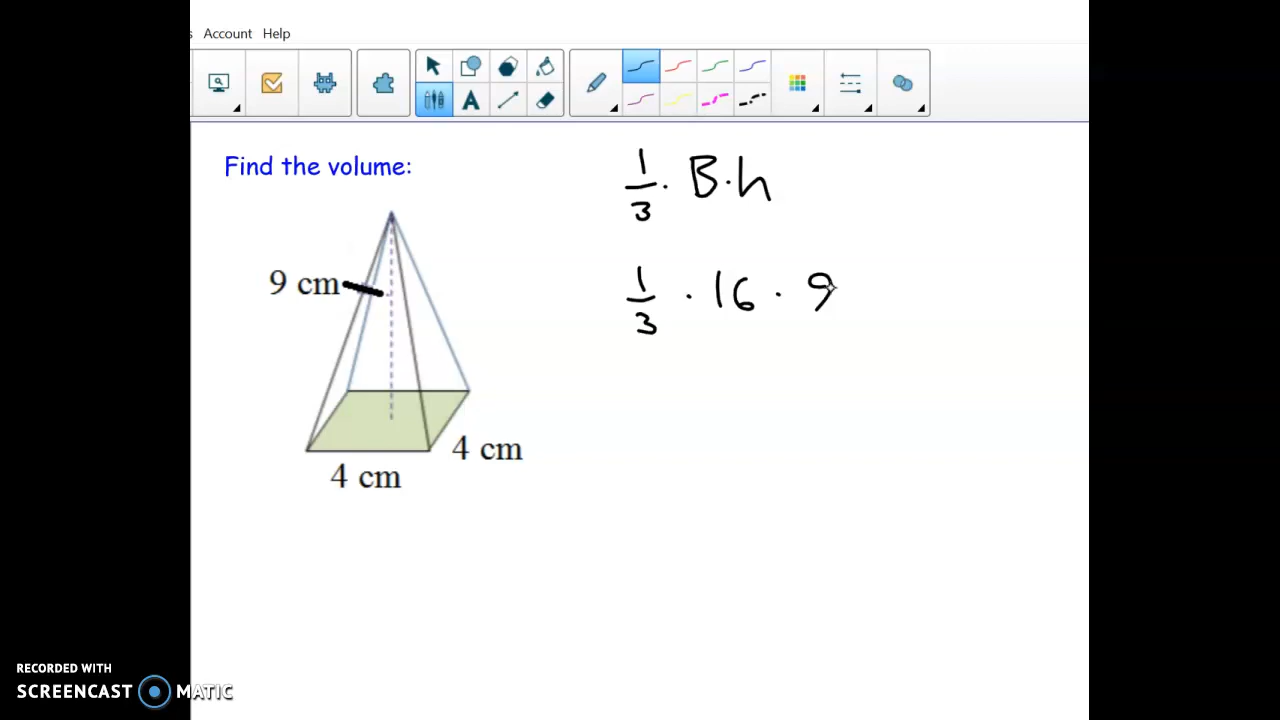 Account Help
Find the volume:
1/3 · B · h
9 cm
1/3 · 16 · 9
4 cm
4 cm
RECORDED WITH
SCREENCAST MATIC